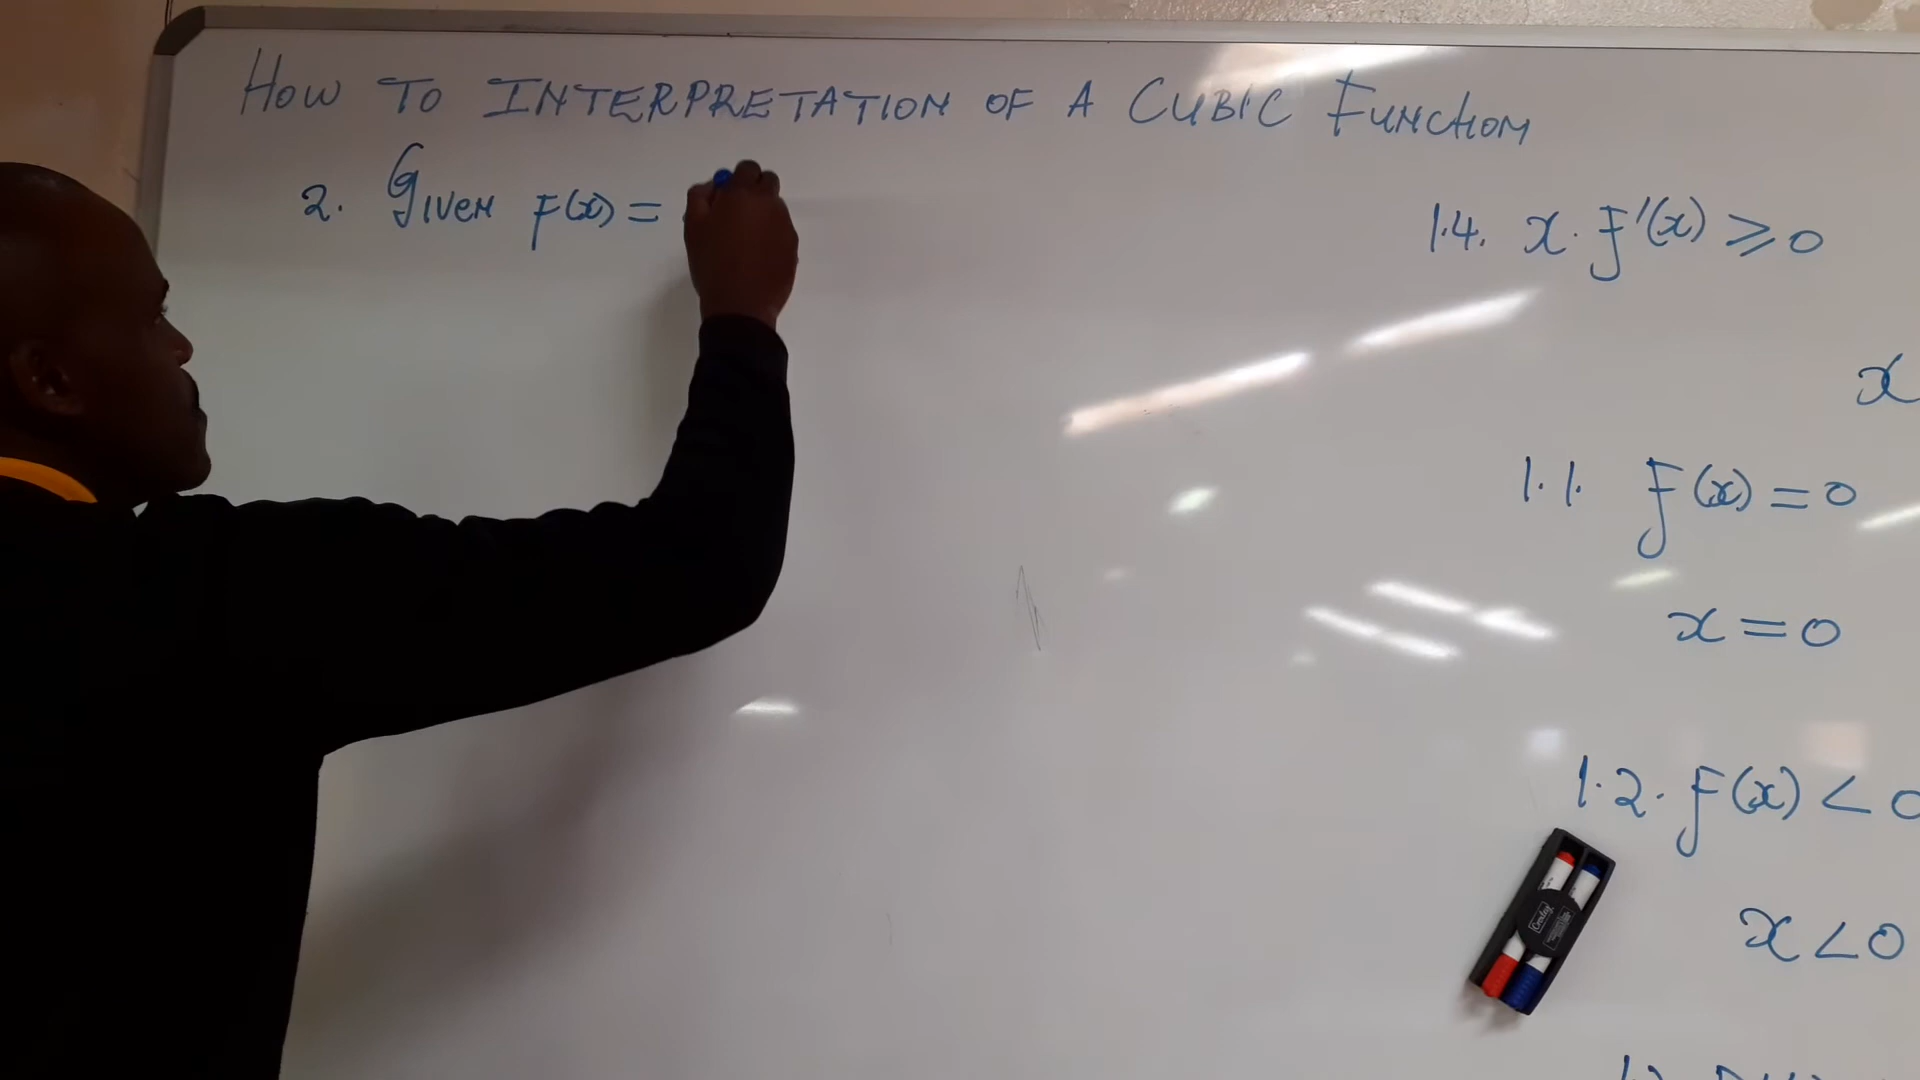 HOW TO INTERPRETATION OF A CUBIC FUNCTION
2. GIVEN f(x) =
1.4. x. f'(x) ⩾ 0
x
1.1. f(x) = 0
x = 0
1.2. f(x) < 0
x < 0